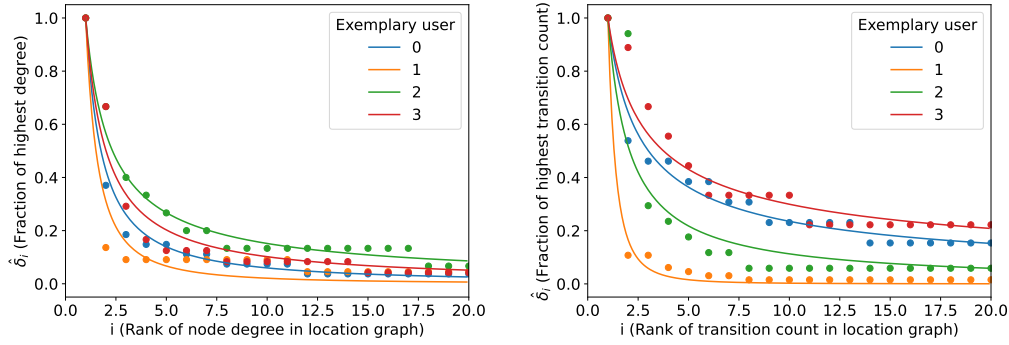 δ̂i (Fraction of highest degree)
1.0
0.8
0.6
0.4
0.2
0.0
Exemplary user
0
1
2
3
0.0 2.5 5.0 7.5 10.0 12.5 15.0 17.5 20.0
i (Rank of node degree in location graph)
δ̂i (Fraction of highest transition count)
1.0
0.8
0.6
0.4
0.2
0.0
Exemplary user
0
1
2
3
0.0 2.5 5.0 7.5 10.0 12.5 15.0 17.5 20.0
i (Rank of transition count in location graph)